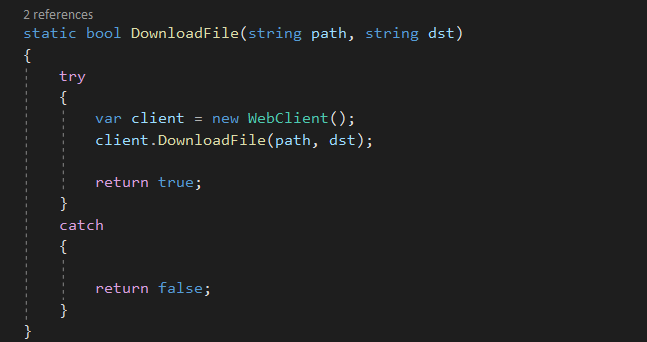 2 references
static bool DownloadFile(string path, string dst)
{
try
{
var client = new WebClient();
client.DownloadFile(path, dst);
return true;
}
catch
{
return false;
}
}